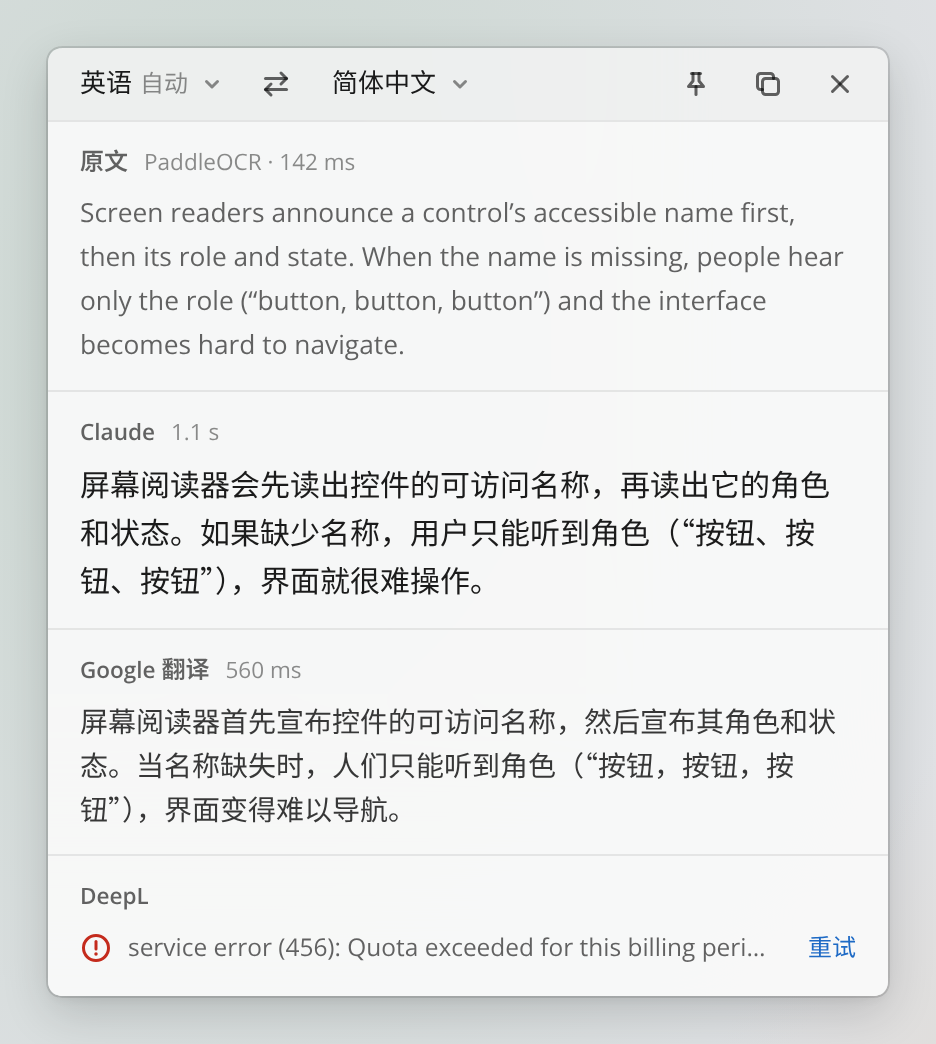 英语 自动 简体中文
原文 PaddleOCR · 142 ms
Screen readers announce a control’s accessible name first,
then its role and state. When the name is missing, people hear
only the role (“button, button, button”) and the interface
becomes hard to navigate.
Claude 1.1 s
屏幕阅读器会先读出控件的可访问名称，再读出它的角色
和状态。如果缺少名称，用户只能听到角色（“按钮、按
钮、按钮”），界面就很难操作。
Google 翻译 560 ms
屏幕阅读器首先宣布控件的可访问名称，然后宣布其角色和状
态。当名称缺失时，人们只能听到角色（“按钮，按钮，按
钮”），界面变得难以导航。
DeepL
service error (456): Quota exceeded for this billing peri... 重试